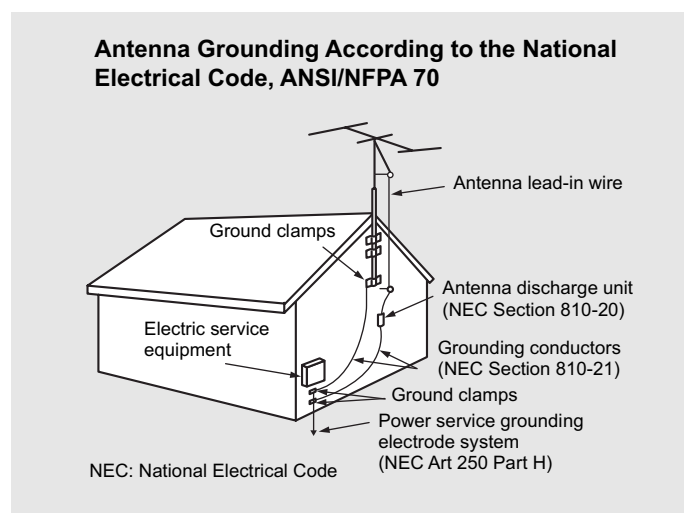 Antenna Grounding According to the National
Electrical Code, ANSI/NFPA 70
Antenna lead-in wire
Ground clamps
Antenna discharge unit
(NEC Section 810-20)
Electric service
equipment
Grounding conductors
(NEC Section 810-21)
Ground clamps
Power service grounding
electrode system
(NEC Art 250 Part H)
NEC: National Electrical Code